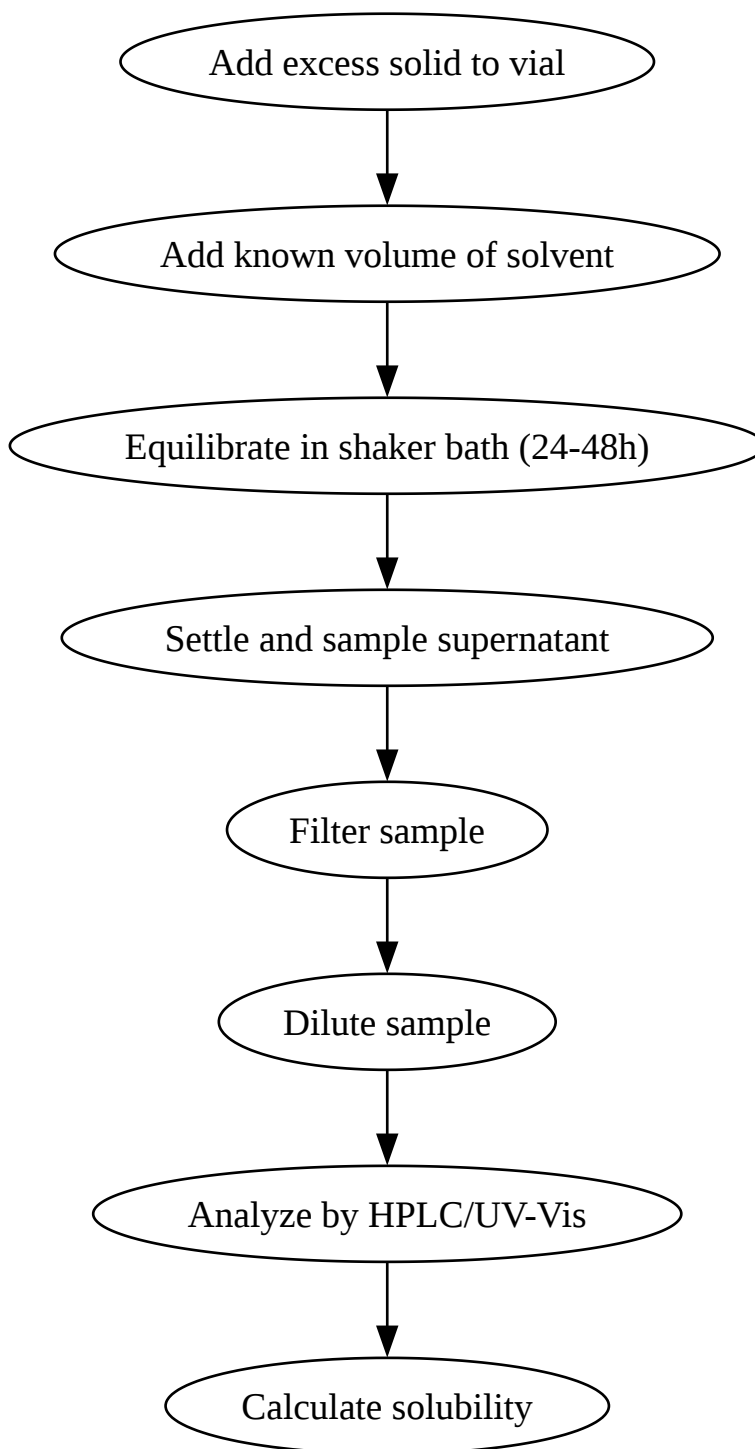 Add excess solid to vial
Add known volume of solvent
Equilibrate in shaker bath (24-48h)
Settle and sample supernatant
Filter sample
Dilute sample
Analyze by HPLC/UV-Vis
Calculate solubility